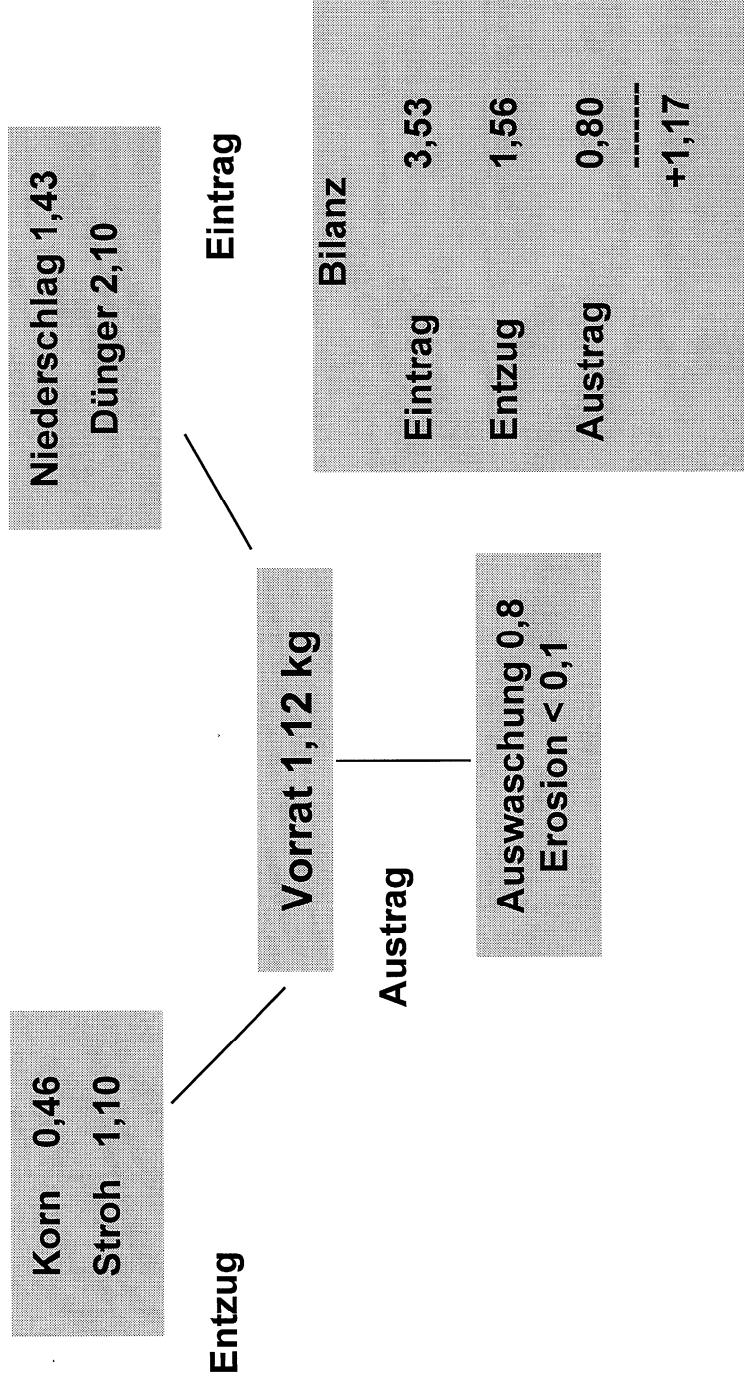 Korn 0,46
Stroh 1,10
Entzug
Niederschlag 1,43
Dünger 2,10
Eintrag
Vorrat 1,12 kg
Austrag
Auswaschung 0,8
Erosion < 0,1
Bilanz
Eintrag 3,53
Entzug 1,56
Austrag 0,80
-------
+1,17